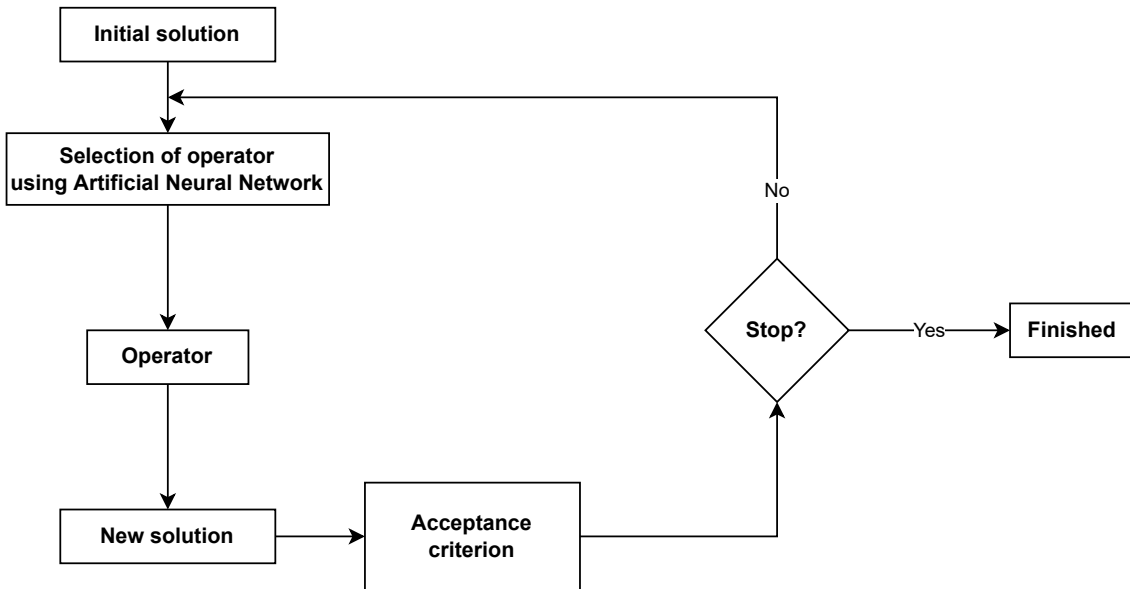 Initial solution
Selection of operator
using Artificial Neural Network
No
Stop?
Yes
Finished
Operator
New solution
Acceptance
criterion